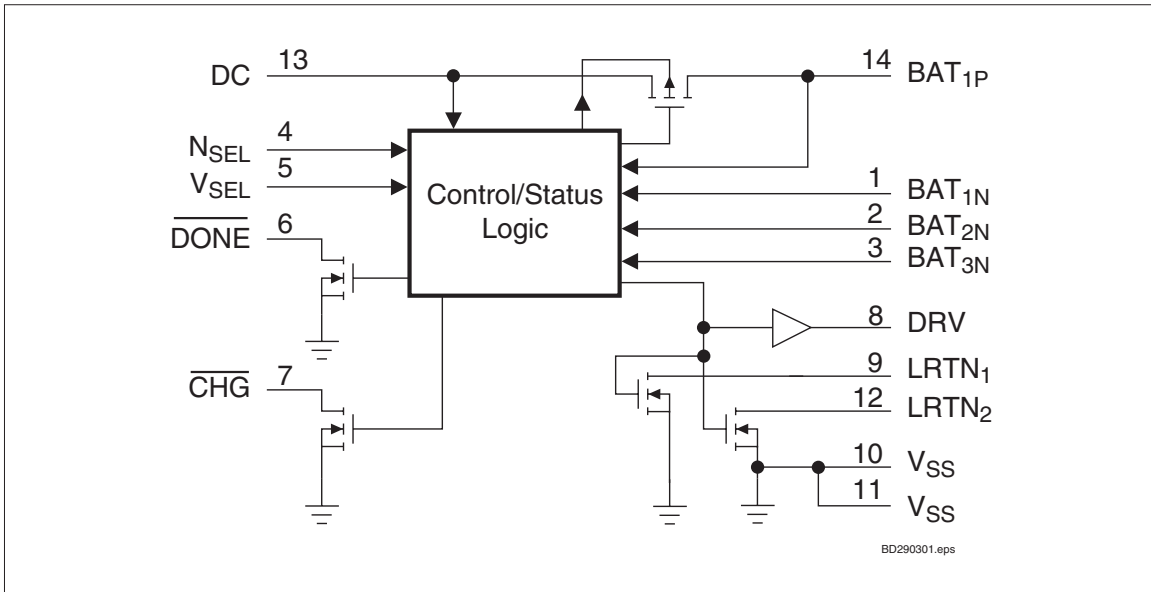 DC 13
14 BAT1P
NSEL 4
VSEL 5
DONE 6
CHG 7
Control/Status
Logic
1 BAT1N
2 BAT2N
3 BAT3N
8 DRV
9 LRTN1
12 LRTN2
10 VSS
11 VSS
BD290301.eps